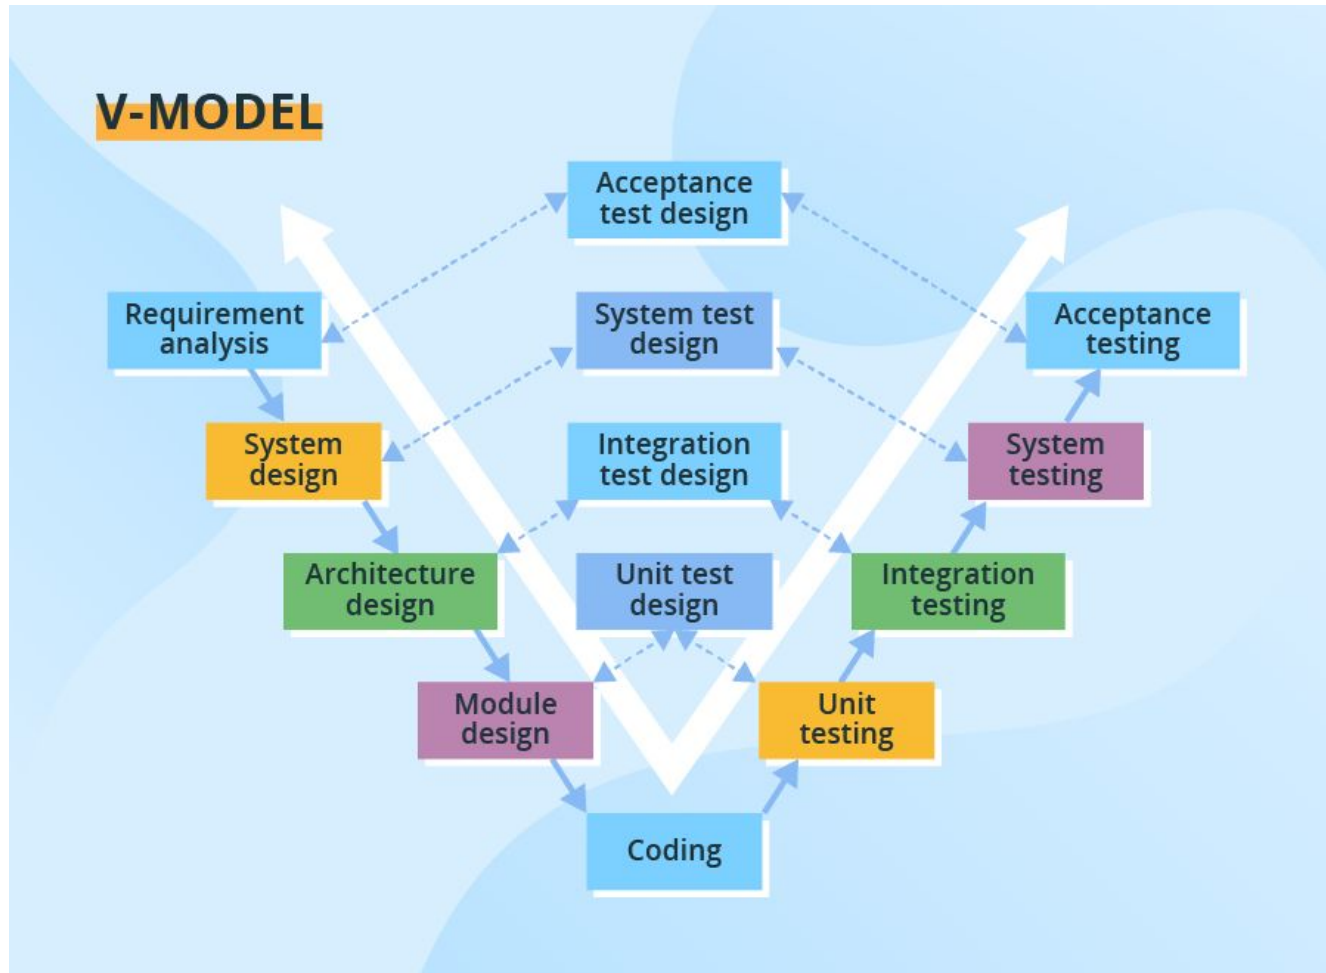 V-MODEL
Acceptance
test design
Requirement
analysis
System test
design
Acceptance
testing
System
design
Integration
test design
System
testing
Architecture
design
Unit test
design
Integration
testing
Module
design
Unit
testing
Coding